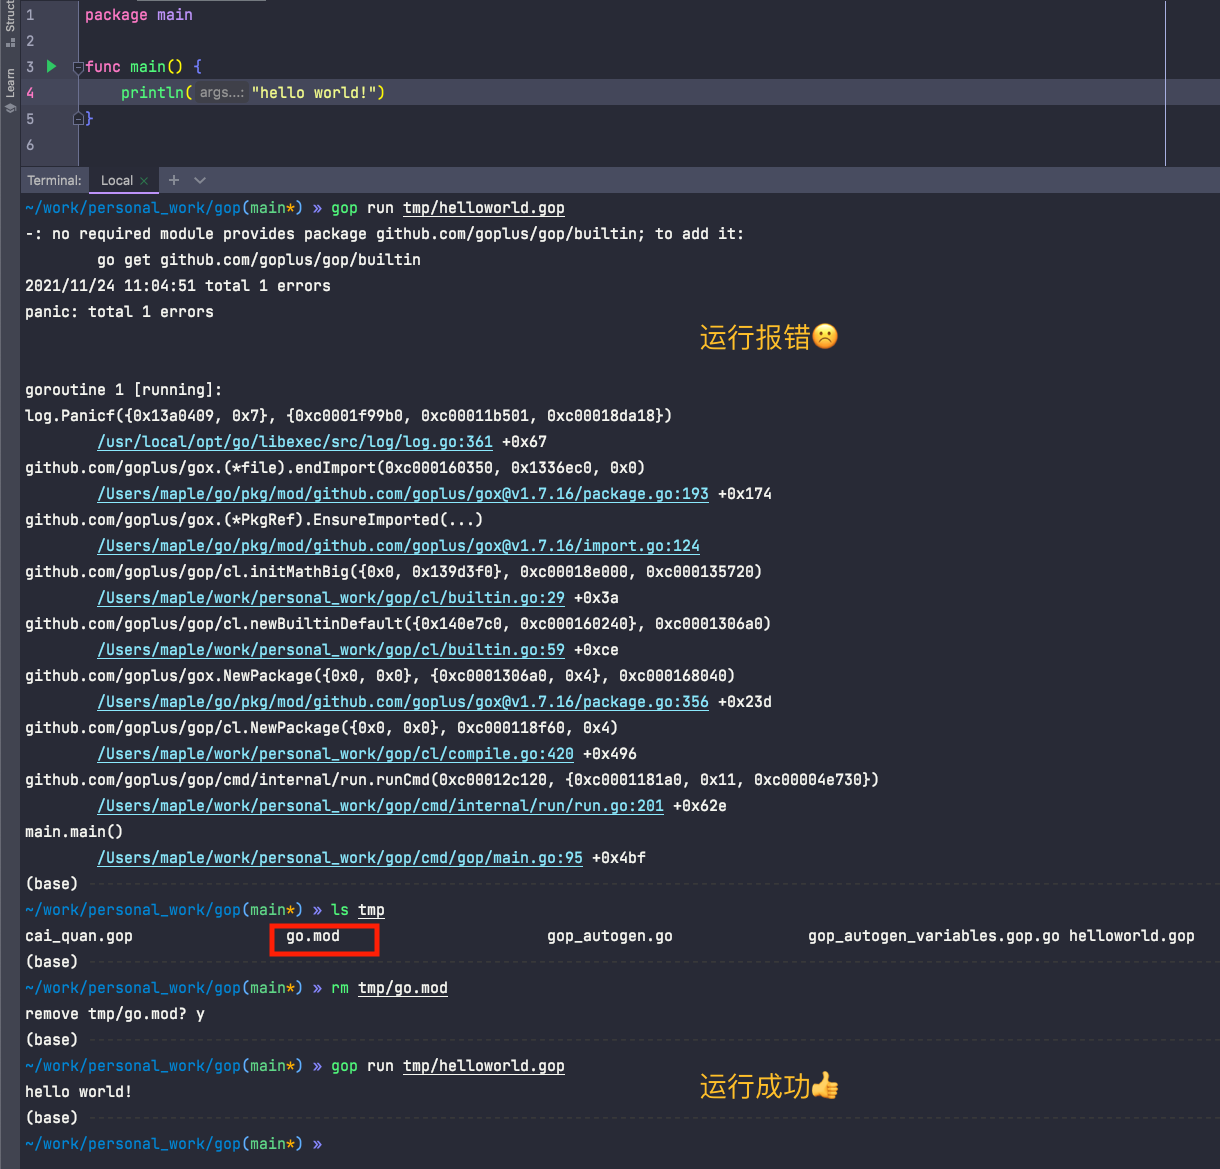 Struct
Learn
1 package main
2
3 func main() {
4 println( args...: "hello world!")
5 }
6
Terminal: Local × +
~/work/personal_work/gop(main*) » gop run tmp/helloworld.gop
-: no required module provides package github.com/goplus/gop/builtin; to add it:
go get github.com/goplus/gop/builtin
2021/11/24 11:04:51 total 1 errors
panic: total 1 errors
运行报错☹️
goroutine 1 [running]:
log.Panicf({0x13a0409, 0x7}, {0xc0001f99b0, 0xc00011b501, 0xc00018da18})
/usr/local/opt/go/libexec/src/log/log.go:361 +0x67
github.com/goplus/gox.(*file).endImport(0xc000160350, 0x1336ec0, 0x0)
/Users/maple/go/pkg/mod/github.com/goplus/gox@v1.7.16/package.go:193 +0x174
github.com/goplus/gox.(*PkgRef).EnsureImported(...)
/Users/maple/go/pkg/mod/github.com/goplus/gox@v1.7.16/import.go:124
github.com/goplus/gop/cl.initMathBig({0x0, 0x139d3f0}, 0xc00018e000, 0xc000135720)
/Users/maple/work/personal_work/gop/cl/builtin.go:29 +0x3a
github.com/goplus/gop/cl.newBuiltinDefault({0x140e7c0, 0xc000160240}, 0xc0001306a0)
/Users/maple/work/personal_work/gop/cl/builtin.go:59 +0xce
github.com/goplus/gox.NewPackage({0x0, 0x0}, {0xc0001306a0, 0x4}, 0xc000168040)
/Users/maple/go/pkg/mod/github.com/goplus/gox@v1.7.16/package.go:356 +0x23d
github.com/goplus/gop/cl.NewPackage({0x0, 0x0}, 0xc000118f60, 0x4)
/Users/maple/work/personal_work/gop/cl/compile.go:420 +0x496
github.com/goplus/gop/cmd/internal/run.runCmd(0xc00012c120, {0xc0001181a0, 0x11, 0xc00004e730})
/Users/maple/work/personal_work/gop/cmd/internal/run/run.go:201 +0x62e
main.main()
/Users/maple/work/personal_work/gop/cmd/gop/main.go:95 +0x4bf
(base)
~/work/personal_work/gop(main*) » ls tmp
cai_quan.gop go.mod gop_autogen.go gop_autogen_variables.gop.go helloworld.gop
(base)
~/work/personal_work/gop(main*) » rm tmp/go.mod
remove tmp/go.mod? y
(base)
~/work/personal_work/gop(main*) » gop run tmp/helloworld.gop
hello world!
运行成功👍
(base)
~/work/personal_work/gop(main*) »